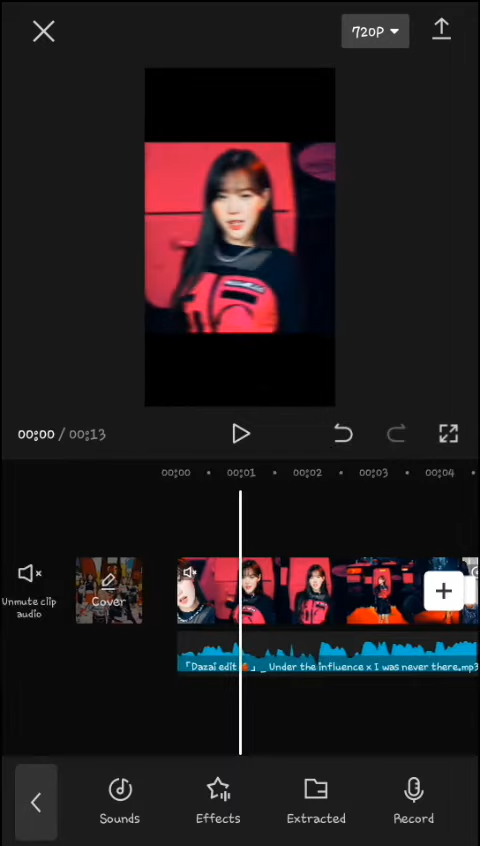 720P
00:00 / 00:13
00:00 00:01 00:02 00:03 00:04
Unmute clip
audio
Cover
「Dazai edit🍎」_ Under the influence x I was never there.mp3
Sounds Effects Extracted Record